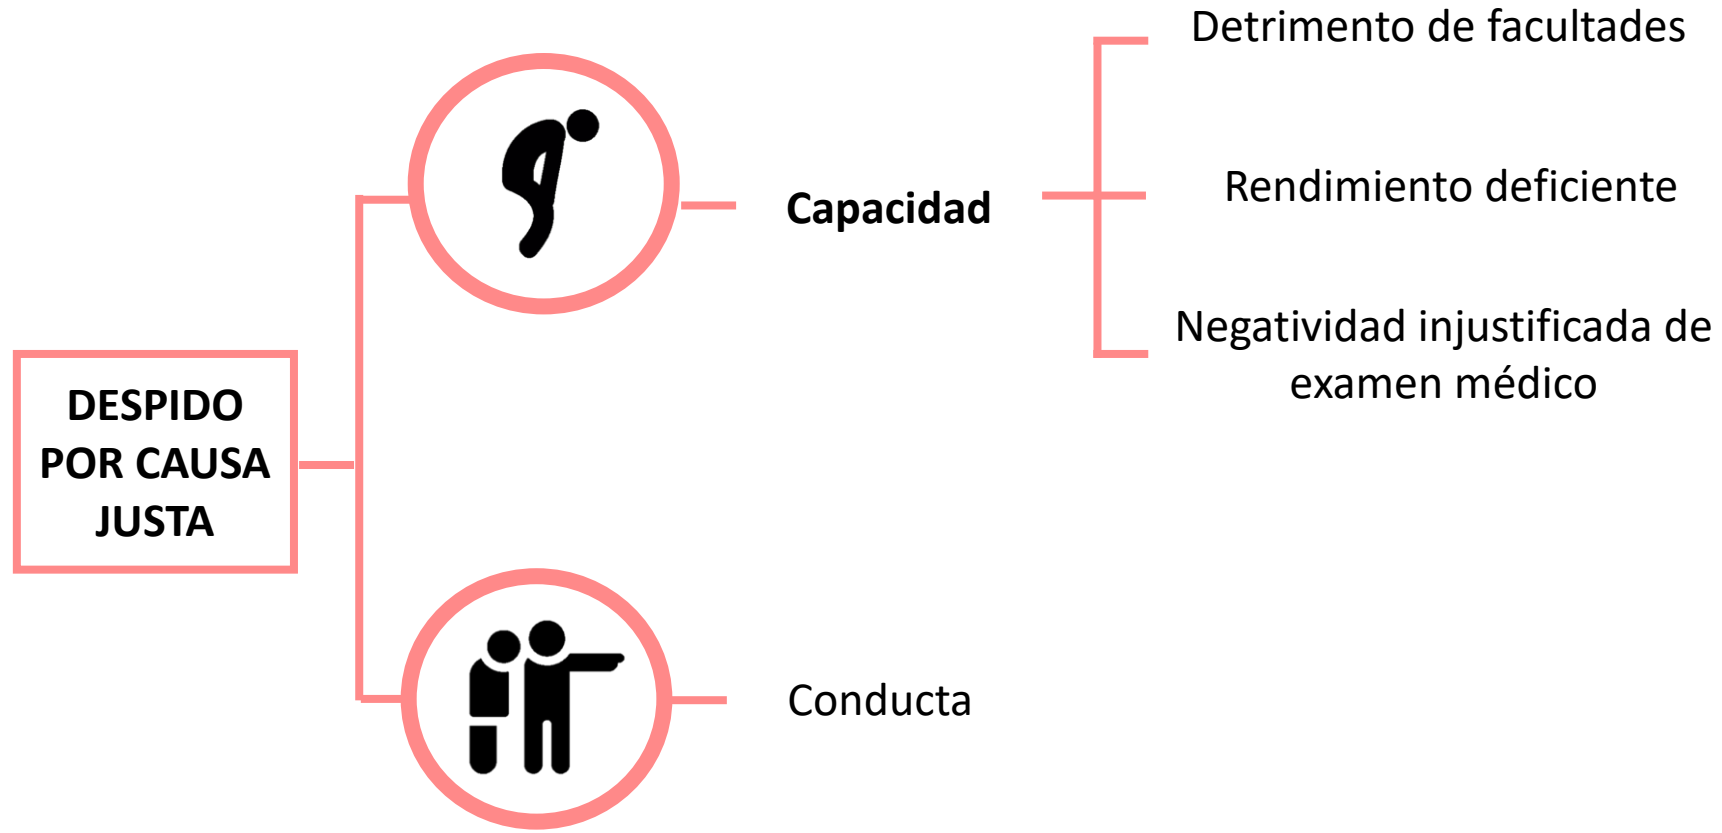 DESPIDO
POR CAUSA
JUSTA
Capacidad
Detrimento de facultades
Rendimiento deficiente
Negatividad injustificada de
examen médico
Conducta